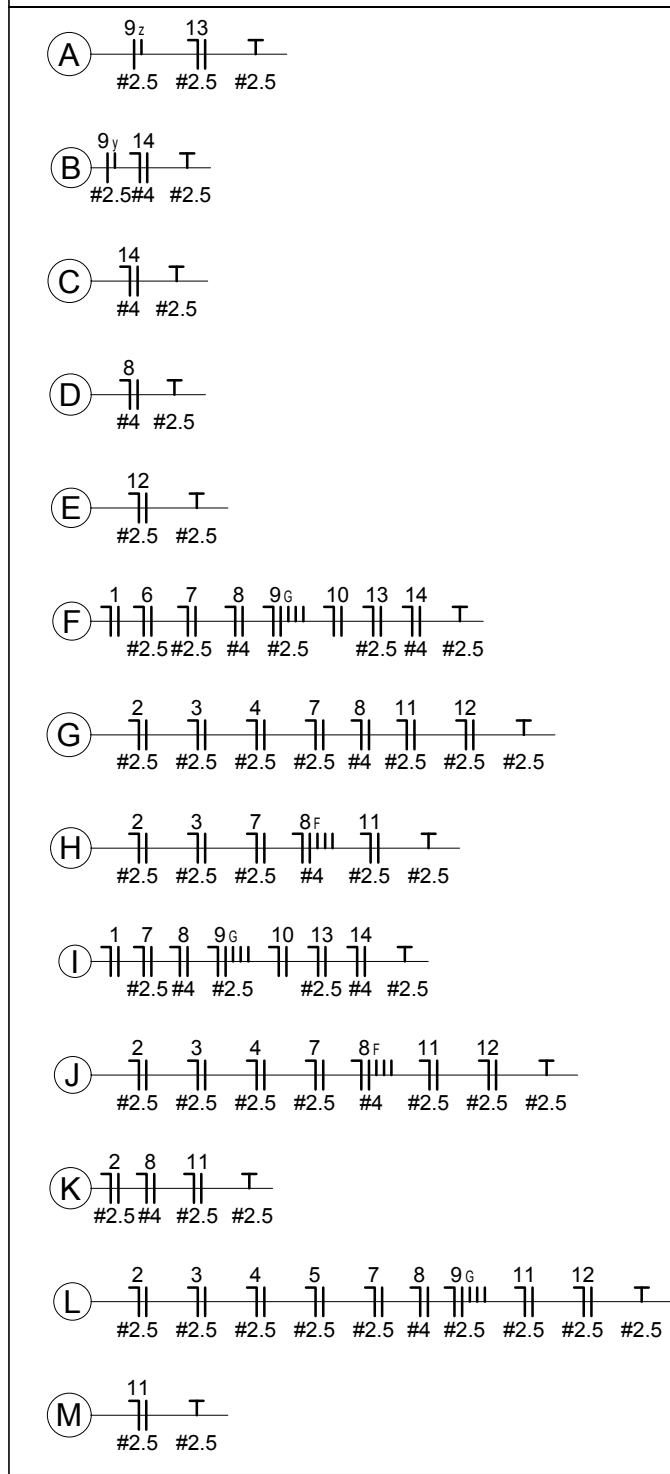 9 z 13
A
#2.5 #2.5 #2.5
9 y 14
B
#2.5 #4 #2.5
14
C
#4 #2.5
8
D
#4 #2.5
12
E
#2.5 #2.5
1 6 7 8 9 G 10 13 14
F
#2.5 #2.5 #4 #2.5 #2.5 #4 #2.5
2 3 4 7 8 11 12
G
#2.5 #2.5 #2.5 #2.5 #4 #2.5 #2.5 #2.5
2 3 7 8 F 11
H
#2.5 #2.5 #2.5 #4 #2.5 #2.5
1 7 8 9 G 10 13 14
I
#2.5 #4 #2.5 #2.5 #4 #2.5
2 3 4 7 8 F 11 12
J
#2.5 #2.5 #2.5 #2.5 #4 #2.5 #2.5 #2.5
2 8 11
K
#2.5 #4 #2.5 #2.5
2 3 4 5 7 8 9 G 11 12
L
#2.5 #2.5 #2.5 #2.5 #2.5 #4 #2.5 #2.5 #2.5 #2.5
11
M
#2.5 #2.5